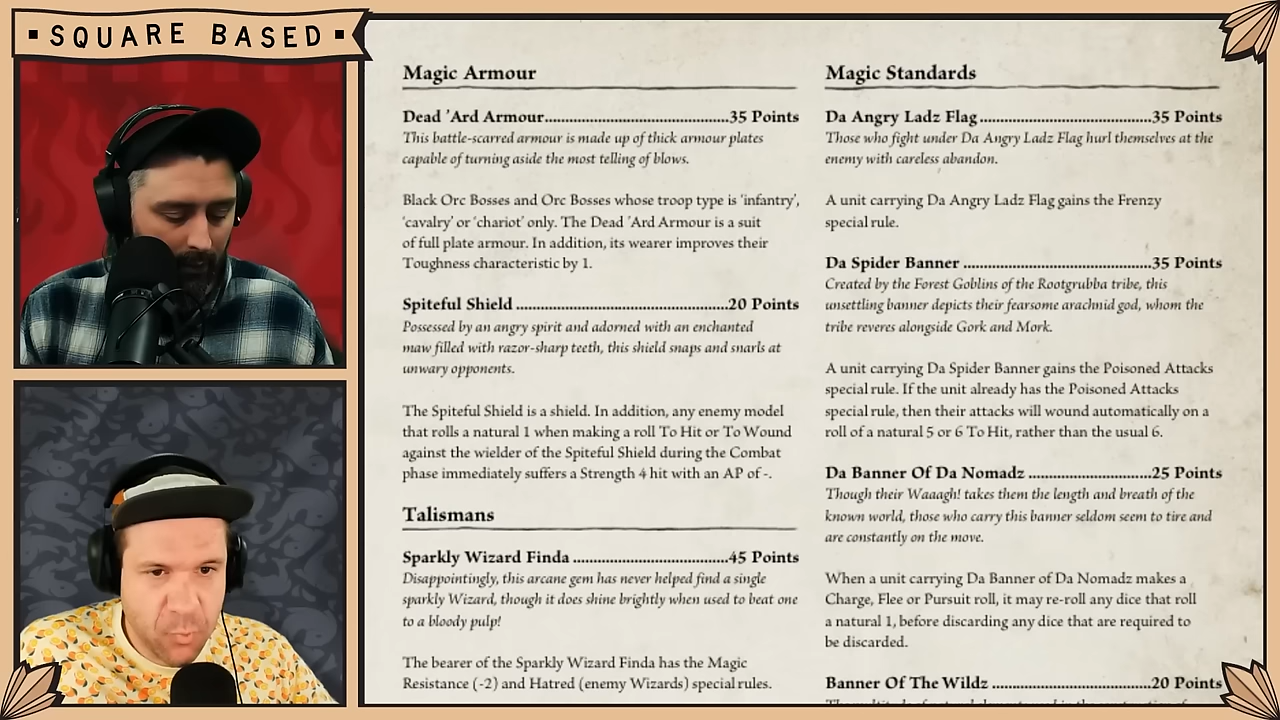 SQUARE BASED
Magic Armour
Dead 'Ard Armour..............................................35 Points
This battle-scarred armour is made up of thick armour plates
capable of turning aside the most telling of blows.
Black Orc Bosses and Orc Bosses whose troop type is 'infantry',
'cavalry' or 'chariot' only. The Dead 'Ard Armour is a suit
of full plate armour. In addition, its wearer improves their
Toughness characteristic by 1.
Spiteful Shield .....................................................20 Points
Possessed by an angry spirit and adorned with an enchanted
maw filled with razor-sharp teeth, this shield snaps and snarls at
unwary opponents.
The Spiteful Shield is a shield. In addition, any enemy model
that rolls a natural 1 when making a roll To Hit or To Wound
against the wielder of the Spiteful Shield during the Combat
phase immediately suffers a Strength 4 hit with an AP of -.
Talismans
Sparkly Wizard Finda .......................................45 Points
Disappointingly, this arcane gem has never helped find a single
sparkly Wizard, though it does shine brightly when used to beat one
to a bloody pulp!
The bearer of the Sparkly Wizard Finda has the Magic
Resistance (-2) and Hatred (enemy Wizards) special rules.
Magic Standards
Da Angry Ladz Flag ...........................................35 Points
Those who fight under Da Angry Ladz Flag hurl themselves at the
enemy with careless abandon.
A unit carrying Da Angry Ladz Flag gains the Frenzy
special rule.
Da Spider Banner ...............................................35 Points
Created by the Forest Goblins of the Rootgrubba tribe, this
unsettling banner depicts their fearsome arachnid god, whom the
tribe reveres alongside Gork and Mork.
A unit carrying Da Spider Banner gains the Poisoned Attacks
special rule. If the unit already has the Poisoned Attacks
special rule, then their attacks will wound automatically on a
roll of a natural 5 or 6 To Hit, rather than the usual 6.
Da Banner Of Da Nomadz ...............................25 Points
Though their Waaagh! takes them the length and breath of the
known world, those who carry this banner seldom seem to tire and
are constantly on the move.
When a unit carrying Da Banner of Da Nomadz makes a
Charge, Flee or Pursuit roll, it may re-roll any dice that roll
a natural 1, before discarding any dice that are required to
be discarded.
Banner Of The Wildz ........................................20 Points